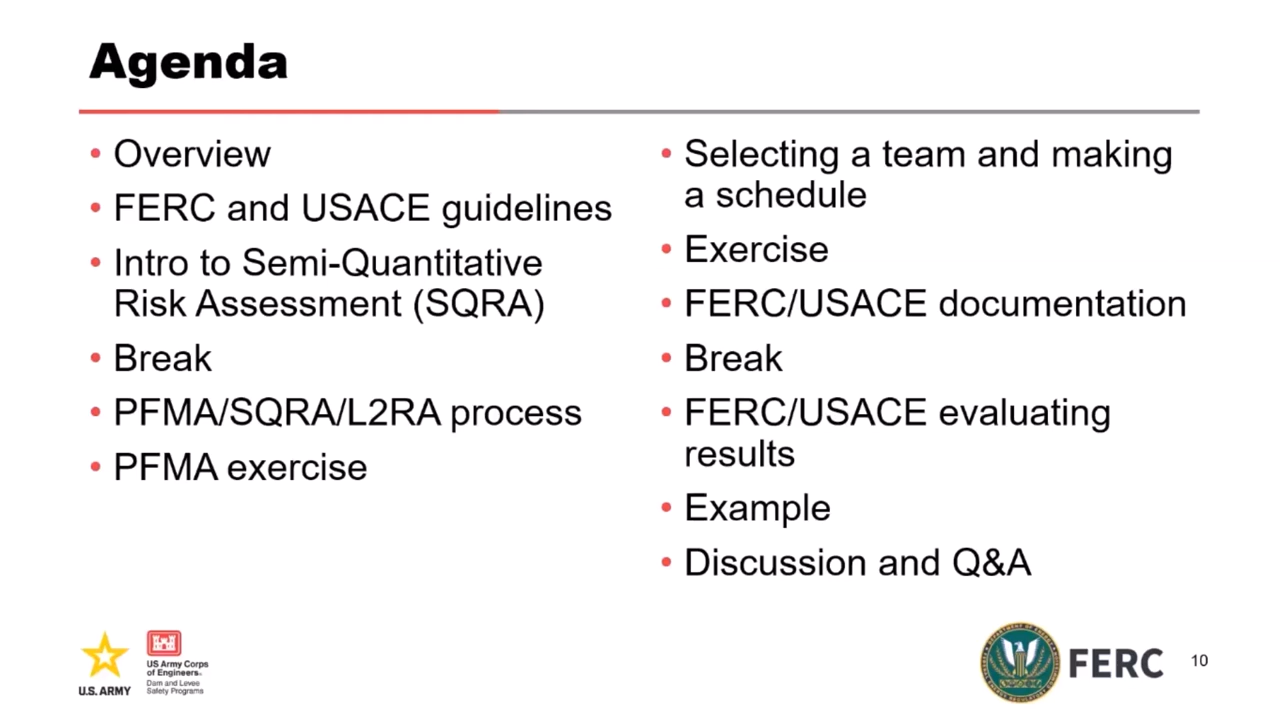 Agenda
• Overview
• FERC and USACE guidelines
• Intro to Semi-Quantitative
Risk Assessment (SQRA)
• Break
• PFMA/SQRA/L2RA process
• PFMA exercise
• Selecting a team and making
a schedule
• Exercise
• FERC/USACE documentation
• Break
• FERC/USACE evaluating
results
• Example
• Discussion and Q&A
U.S. ARMY
US Army Corps
of Engineers®
Dam and Levee
Safety Programs
FERC
10